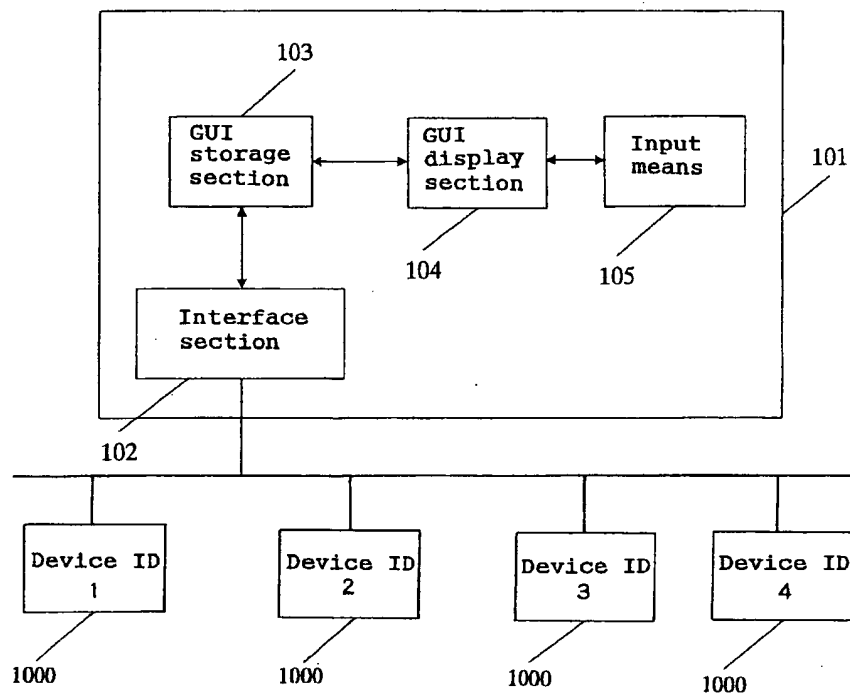 103
GUI
storage
section
GUI
display
section
Input
means
101
104
105
Interface
section
102
Device ID
1
Device ID
2
Device ID
3
Device ID
4
1000
1000
1000
1000